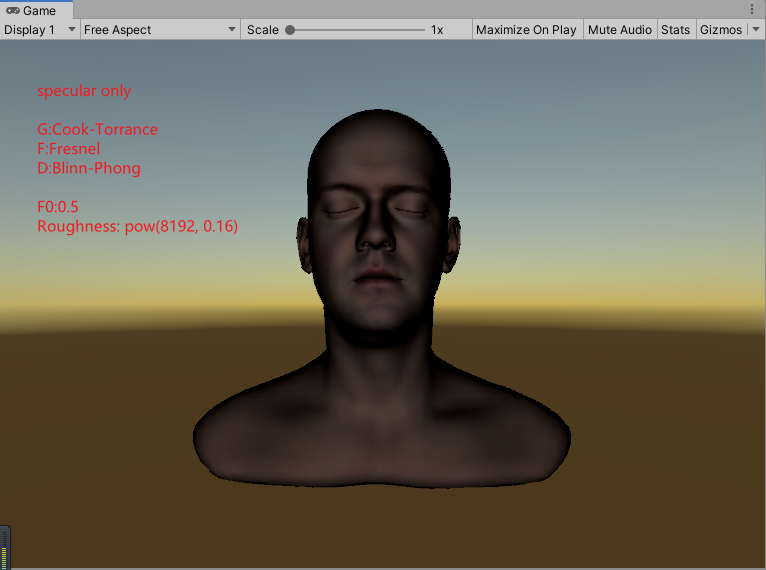 Game
Display 1 Free Aspect Scale 1x Maximize On Play Mute Audio Stats Gizmos
specular only
G:Cook-Torrance
F:Fresnel
D:Blinn-Phong
F0:0.5
Roughness: pow(8192, 0.16)